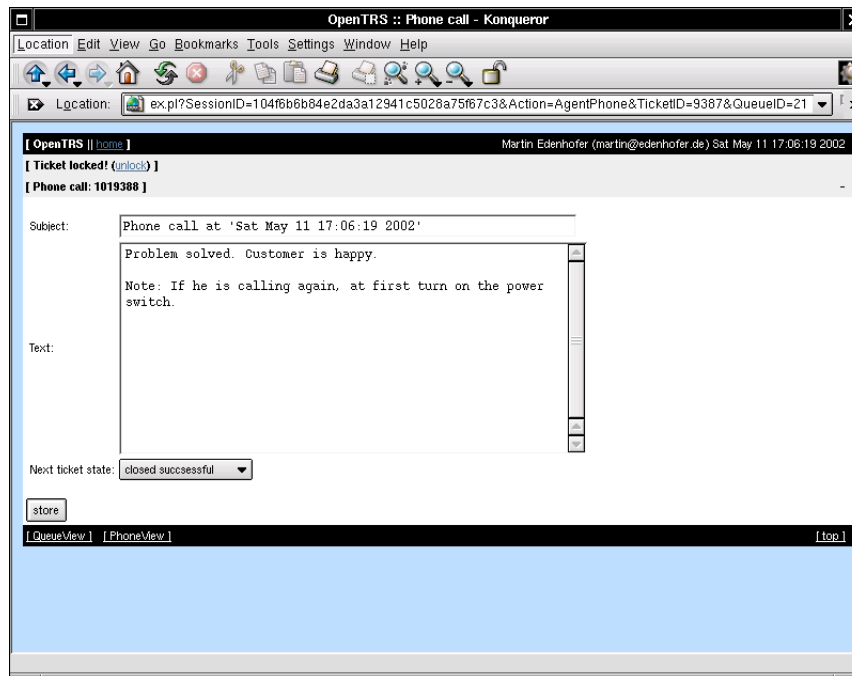 OpenTRS :: Phone call - Konqueror
Location Edit View Go Bookmarks Tools Settings Window Help
Location: ex.pl?SessionID=104f6b6b84e2da3a12941c5028a75f67c3&Action=AgentPhone&TicketID=9387&QueueID=21
[ OpenTRS || home ] Martin Edenhofer (martin@edenhofer.de) Sat May 11 17:06:19 2002
[ Ticket locked! (unlock) ]
[ Phone call: 1019388 ] -
Subject: Phone call at 'Sat May 11 17:06:19 2002'
Problem solved. Customer is happy.
Note: If he is calling again, at first turn on the power
switch.
Text:
Next ticket state: closed succsessful
store
[ QueueView ] [ PhoneView ] [ top ]